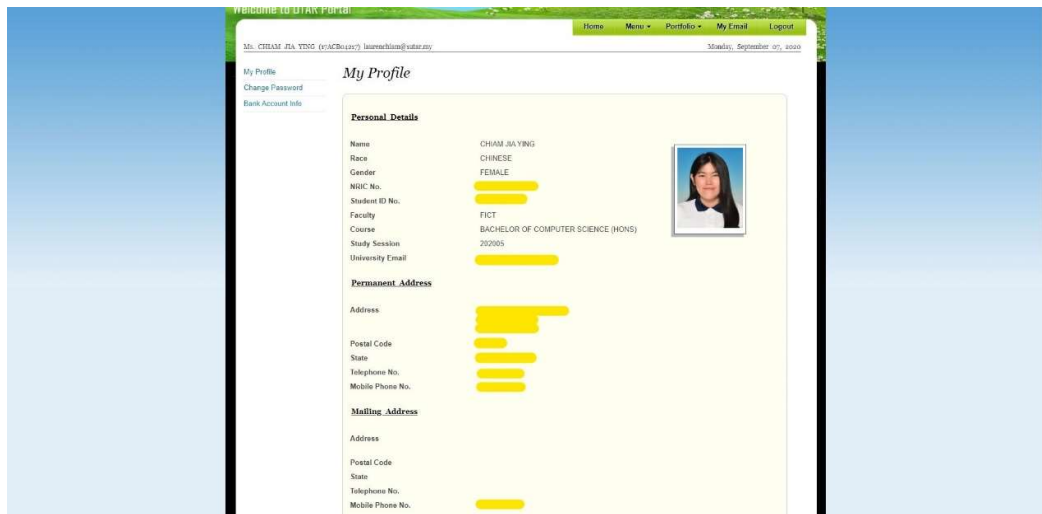 Welcome to UTAR Portal
Home Menu Portfolio My Email Logout
Ms. CHIAM JIA YING (17ACB04217) laurenchiam@1utar.my Monday, September 07, 2020
My Profile
Change Password
Bank Account Info
My Profile
Personal Details
Name CHIAM JIA YING
Race CHINESE
Gender FEMALE
NRIC No.
Student ID No.
Faculty FICT
Course BACHELOR OF COMPUTER SCIENCE (HONS)
Study Session 202005
University Email
Permanent Address
Address
Postal Code
State
Telephone No.
Mobile Phone No.
Mailing Address
Address
Postal Code
State
Telephone No.
Mobile Phone No.